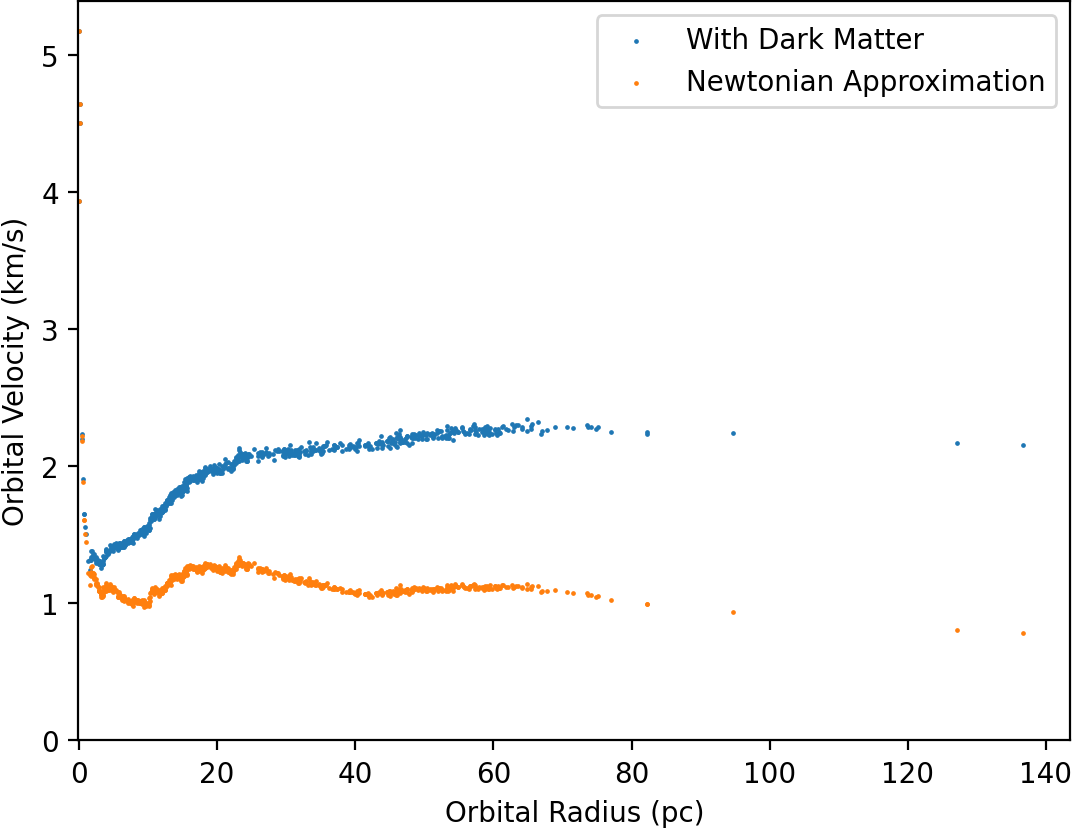 With Dark Matter
Newtonian Approximation
5
4
3
2
1
0
Orbital Velocity (km/s)
0 20 40 60 80 100 120 140
Orbital Radius (pc)